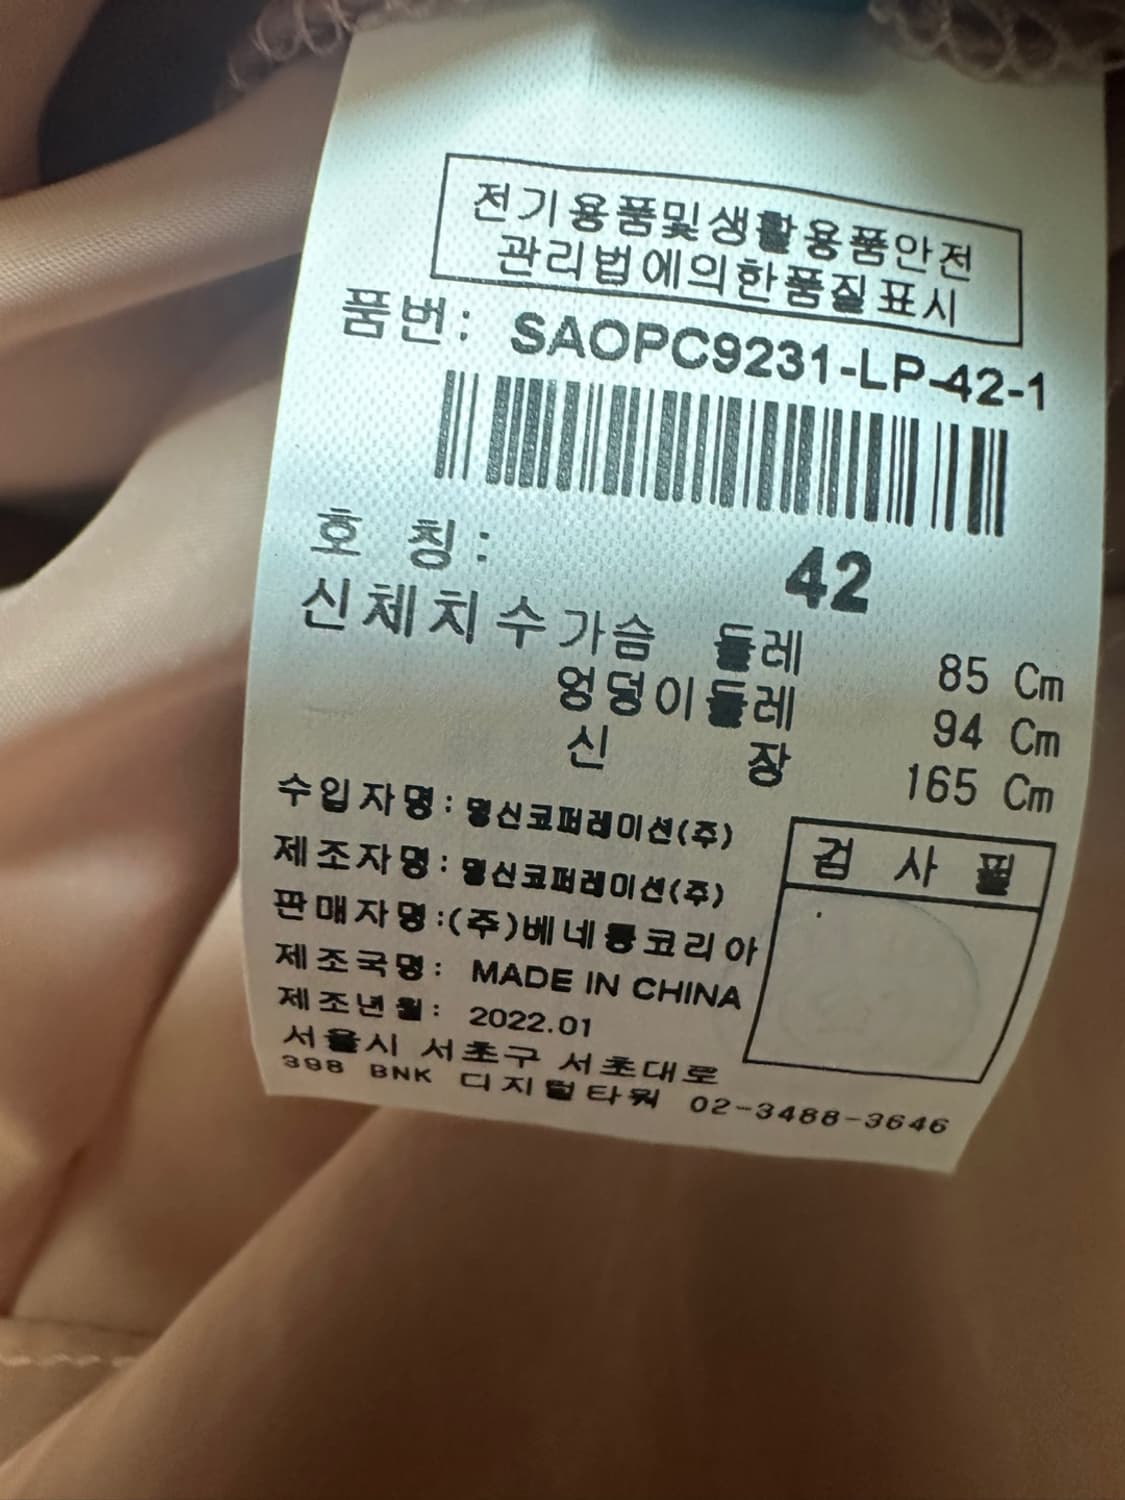 전기용품및생활용품안전
관리법에의한품질표시
품번: SAOPC9231-LP-42-1
호 칭: 42
신체치수 가슴 둘레 85 Cm
엉덩이둘레 94 Cm
신 장 165 Cm
수입자명: 명신코퍼레이션(주)
제조자명: 명신코퍼레이션(주)
판매자명:(주)베네통코리아
제조국명: MADE IN CHINA
제조년월: 2022.01
검 사 필
서울시 서초구 서초대로
398 BNK 디지털타워 02-3488-3646